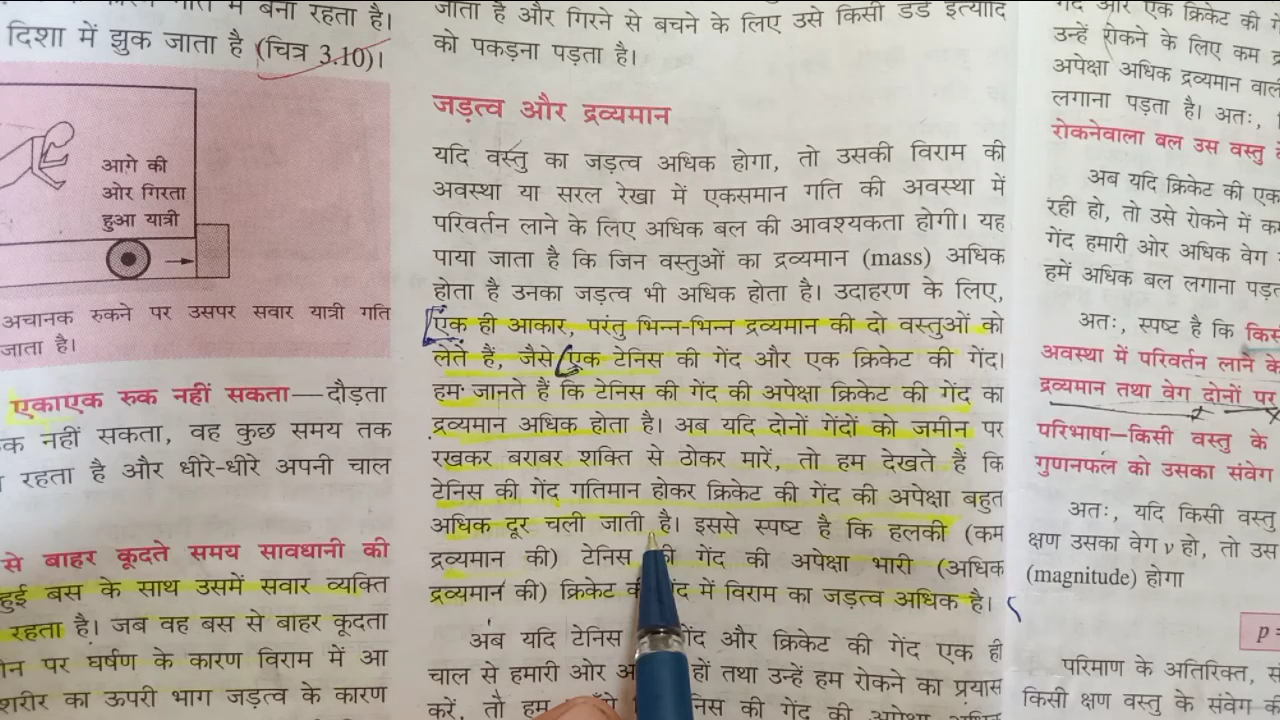 में बना रहता है।
दिशा में झुक जाता है (चित्र 3.10)।
आगे की
ओर गिरता
हुआ यात्री
अचानक रुकने पर उसपर सवार यात्री गति
जाता है।
एकाएक रुक नहीं सकता—दौड़ता
नहीं सकता, वह कुछ समय तक
रहता है और धीरे-धीरे अपनी चाल
से बाहर कूदते समय सावधानी की
हुई बस के साथ उसमें सवार व्यक्ति
रहता है। जब वह बस से बाहर कूदता
पर घर्षण के कारण विराम में आ
शरीर का ऊपरी भाग जड़त्व के कारण
जाता है और गिरने से बचने के लिए उसे किसी डंडे इत्यादि
को पकड़ना पड़ता है।
जड़त्व और द्रव्यमान
यदि वस्तु का जड़त्व अधिक होगा, तो उसकी विराम की
अवस्था या सरल रेखा में एकसमान गति की अवस्था में
परिवर्तन लाने के लिए अधिक बल की आवश्यकता होगी। यह
पाया जाता है कि जिन वस्तुओं का द्रव्यमान (mass) अधिक
होता है उनका जड़त्व भी अधिक होता है। उदाहरण के लिए,
एक ही आकार, परंतु भिन्न-भिन्न द्रव्यमान की दो वस्तुओं को
लेते हैं, जैसे एक टेनिस की गेंद और एक क्रिकेट की गेंद।
हम जानते हैं कि टेनिस की गेंद की अपेक्षा क्रिकेट की गेंद का
द्रव्यमान अधिक होता है। अब यदि दोनों गेंदों को जमीन पर
रखकर बराबर शक्ति से ठोकर मारें, तो हम देखते हैं कि
टेनिस की गेंद गतिमान होकर क्रिकेट की गेंद की अपेक्षा बहुत
अधिक दूर चली जाती है। इससे स्पष्ट है कि हलकी (कम
द्रव्यमान की) टेनिस की गेंद की अपेक्षा भारी (अधिक
द्रव्यमान की) क्रिकेट की गेंद में विराम का जड़त्व अधिक है।
अब यदि टेनिस गेंद और क्रिकेट की गेंद एक ही
चाल से हमारी ओर हों तथा उन्हें हम रोकने का प्रयास
करें, तो हम की गेंद की अपेक्षा
गेंद और एक क्रिकेट की
उन्हें रोकने के लिए कम
अपेक्षा अधिक द्रव्यमान
लगाना पड़ता है। अतः,
रोकनेवाला बल उस वस्तु
अब यदि क्रिकेट की एक
रही हो, तो उसे रोकने में
गेंद हमारी ओर अधिक वेग
हमें अधिक बल लगाना
अतः, स्पष्ट है कि
अवस्था में परिवर्तन लाने के
द्रव्यमान तथा वेग दोनों पर
परिभाषा—किसी वस्तु के
गुणनफल को उसका संवेग
अतः, यदि किसी वस्तु
क्षण उसका वेग v हो, तो
(magnitude) होगा
p
परिमाण के अतिरिक्त,
किसी क्षण वस्तु के संवेग